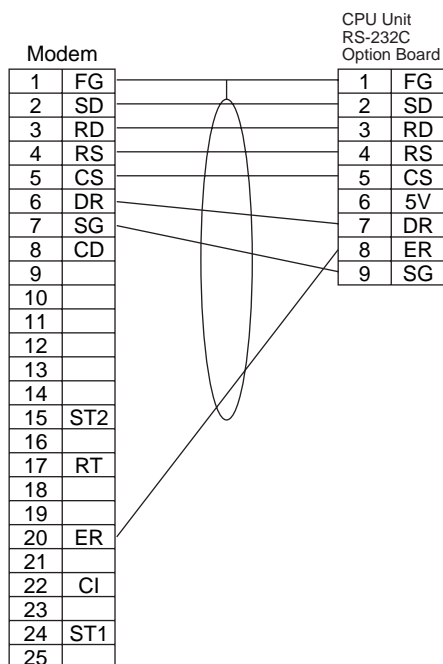 CPU Unit
RS-232C
Option Board
Modem
1 FG
2 SD
3 RD
4 RS
5 CS
6 DR
7 SG
8 CD
9
10
11
12
13
14
15 ST2
16
17 RT
18
19
20 ER
21
22 CI
23
24 ST1
25
1 FG
2 SD
3 RD
4 RS
5 CS
6 5V
7 DR
8 ER
9 SG